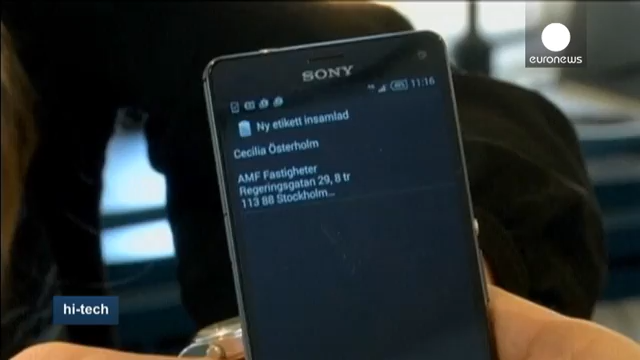 euronews
SONY
11:16
Ny etikett insamlad
Cecilia Österholm
AMF Fastigheter
Regeringsgatan 29, 8 tr
113 88 Stockholm...
hi-tech